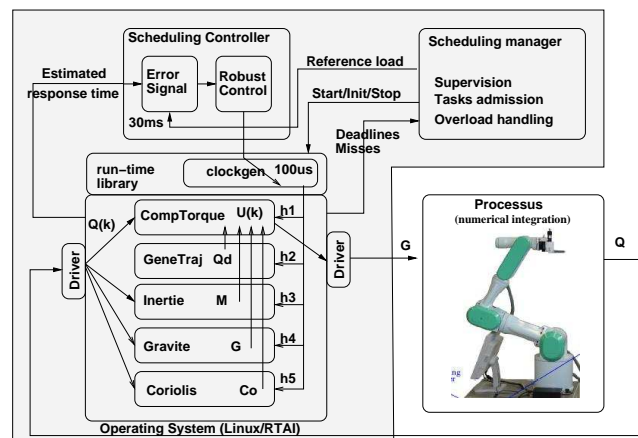 Scheduling Controller
Scheduling manager
Estimated
response time
Error
Signal
Robust
Control
Reference load
Supervision
Tasks admission
Overload handling
30ms
Start/Init/Stop
Deadlines
Misses
run−time
library
clockgen
100us
Q(k)
CompTorque
U(k)
h1
GeneTraj
Qd
h2
Inertie
M
h3
Gravite
G
h4
Coriolis
Co
h5
Driver
Driver
G
Processus
(numerical integration)
Q
Operating System (Linux/RTAI)